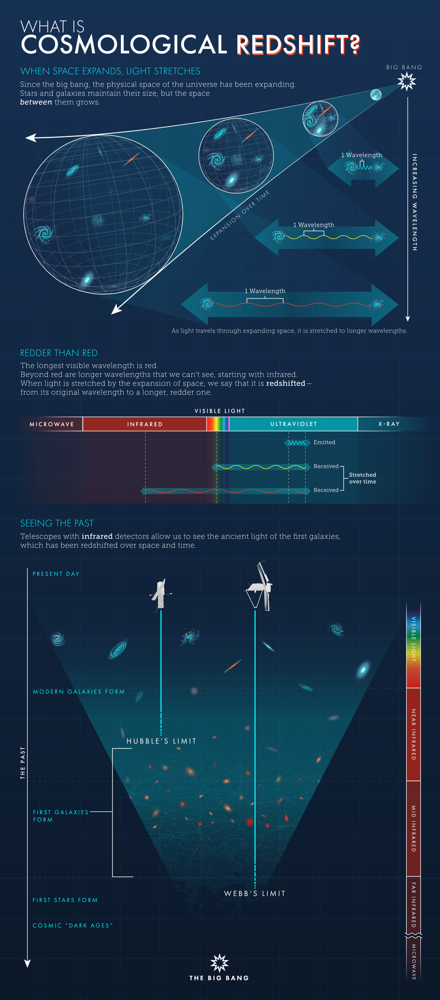 WHAT IS
COSMOLOGICAL REDSHIFT?
WHEN SPACE EXPANDS, LIGHT STRETCHES
Since the big bang, the physical space of the universe has been expanding.
Stars and galaxies maintain their size, but the space
between them grows.
BIG BANG
1 Wavelength
INCREASING WAVELENGTH
EXPANSION OVER TIME
1 Wavelength
1 Wavelength
As light travels through expanding space, it is stretched to longer wavelengths.
REDDER THAN RED
The longest visible wavelength is red.
Beyond red are longer wavelengths that we can't see, starting with infrared.
When light is stretched by the expansion of space, we say that it is redshifted—
from its original wavelength to a longer, redder one.
VISIBLE LIGHT
MICROWAVE INFRARED ULTRAVIOLET X-RAY
Emitted
Received
Stretched
over time
Received
SEEING THE PAST
Telescopes with infrared detectors allow us to see the ancient light of the first galaxies,
which has been redshifted over space and time.
PRESENT DAY
VISIBLE LIGHT
MODERN GALAXIES FORM
NEAR INFRARED
HUBBLE'S LIMIT
THE PAST
FIRST GALAXIES
FORM
MID INFRARED
WEBB'S LIMIT
FIRST STARS FORM
FAR INFRARED
COSMIC "DARK AGES"
MICROWAVE
THE BIG BANG